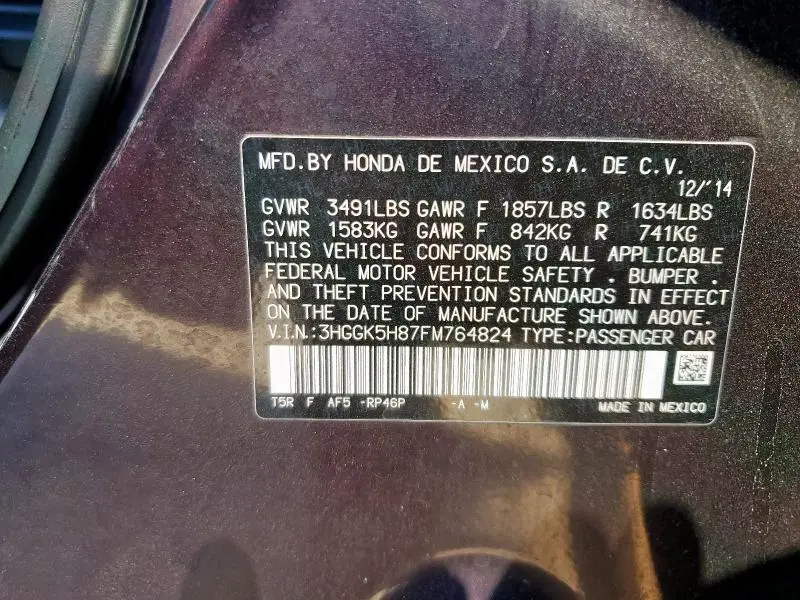 MFD.BY HONDA DE MEXICO S.A. DE C.V.
12/'14
GVWR 3491LBS GAWR F 1857LBS R 1634LBS
GVWR 1583KG GAWR F 842KG R 741KG
THIS VEHICLE CONFORMS TO ALL APPLICABLE
FEDERAL MOTOR VEHICLE SAFETY . BUMPER .
AND THEFT PREVENTION STANDARDS IN EFFECT
ON THE DATE OF MANUFACTURE SHOWN ABOVE.
V.I.N.:3HGGK5H87FM764824 TYPE:PASSENGER CAR
T5R F AF5 -RP46P -A -M MADE IN MEXICO